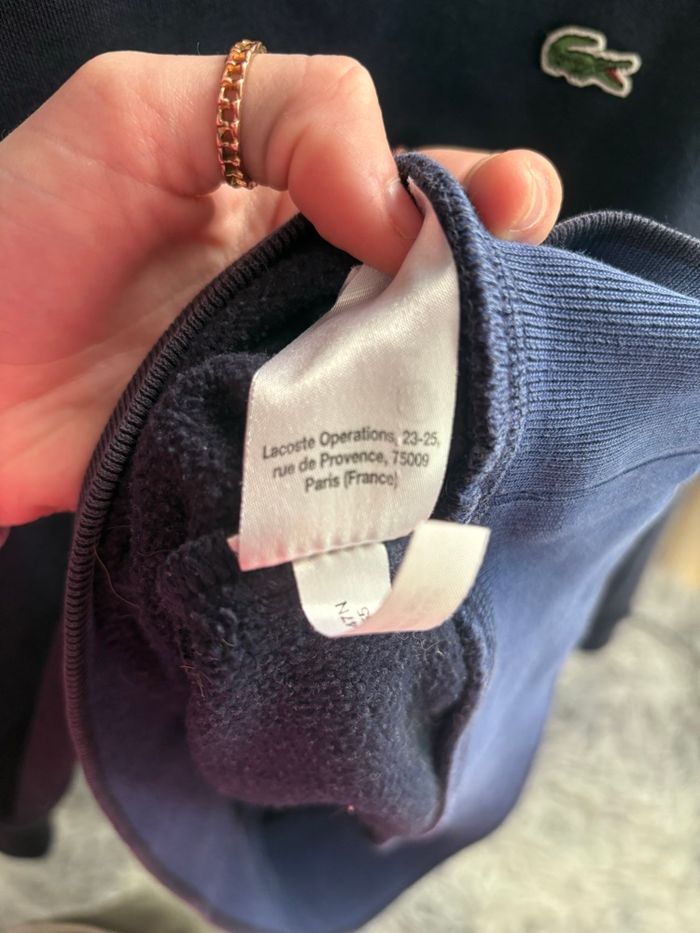 Lacoste Operations, 23-25,
rue de Provence, 75009
Paris (France)